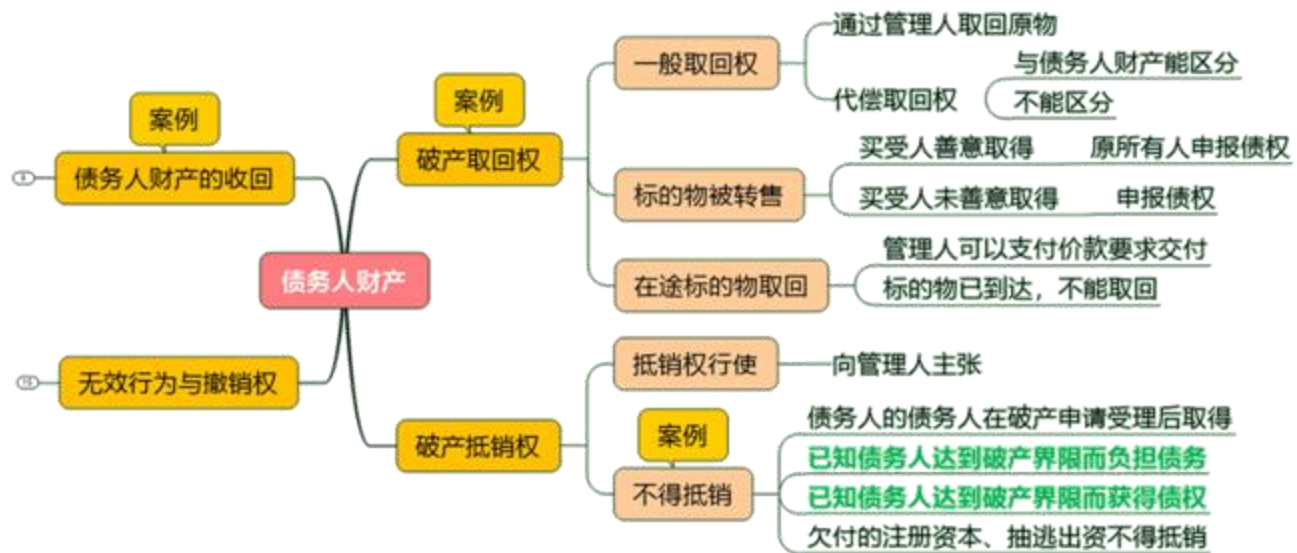 债务人财产
案例
债务人财产的收回
无效行为与撤销权
案例
破产取回权
一般取回权
通过管理人取回原物
代偿取回权
与债务人财产能区分
不能区分
标的物被转售
买受人善意取得
原所有人申报债权
买受人未善意取得
申报债权
在途标的物取回
管理人可以支付价款要求交付
标的物已到达，不能取回
破产抵销权
抵销权行使
向管理人主张
案例
不得抵销
债务人的债务人在破产申请受理后取得
已知债务人达到破产界限而负担债务
已知债务人达到破产界限而获得债权
欠付的注册资本、抽逃出资不得抵销